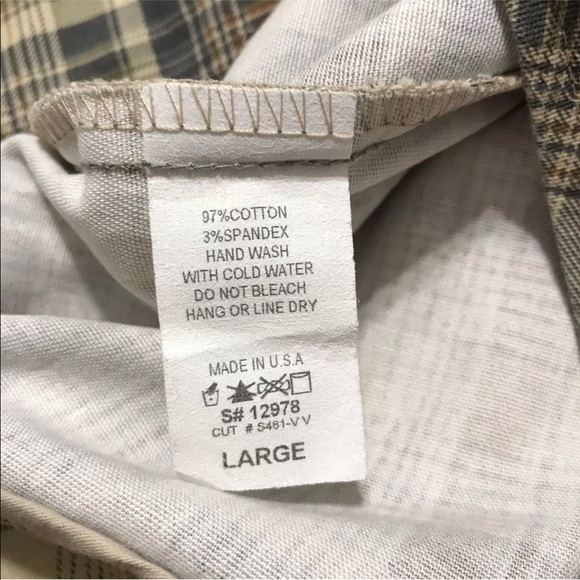 97%COTTON
3%SPANDEX
HAND WASH
WITH COLD WATER
DO NOT BLEACH
HANG OR LINE DRY
MADE IN U.S.A
S# 12978
CUT # S481-V V
LARGE